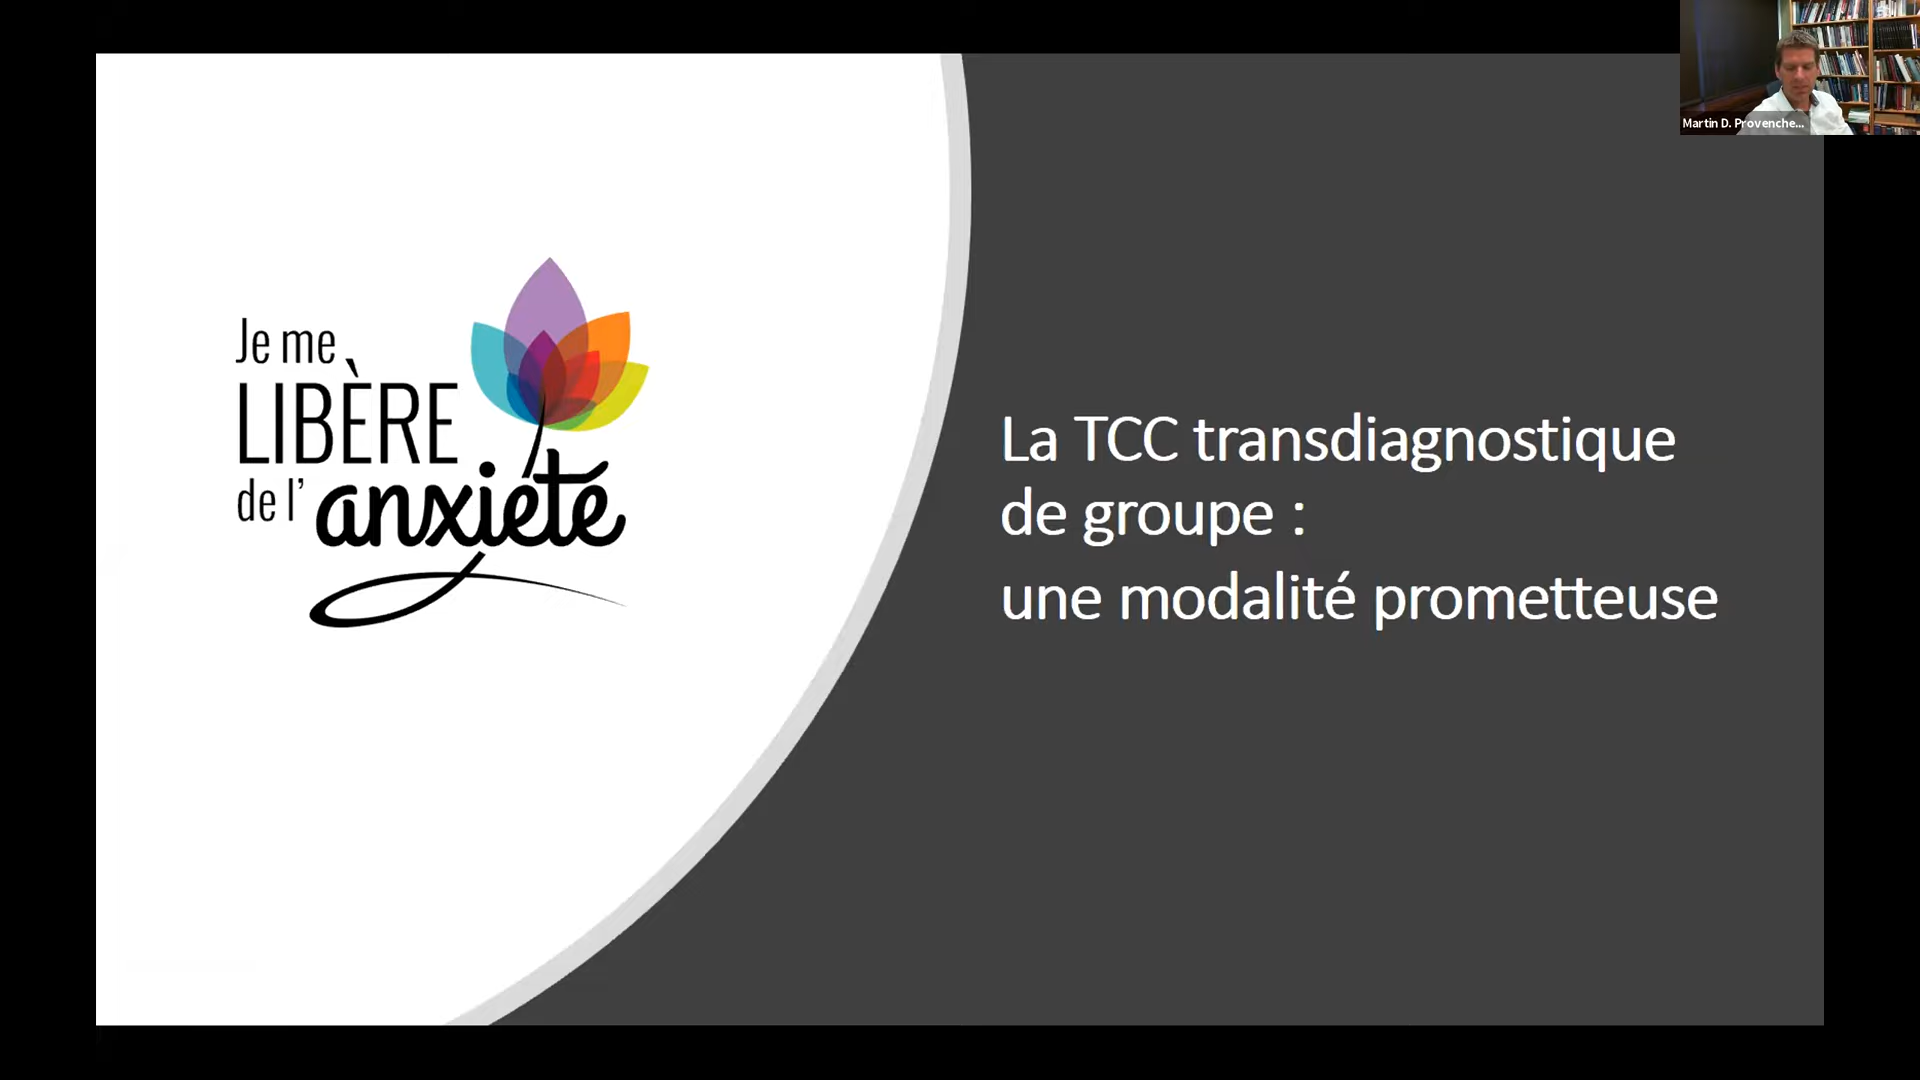 Je me
LIBÈRE
de l'anxiété
La TCC transdiagnostique
de groupe :
une modalité prometteuse
Martin D. Provenche...